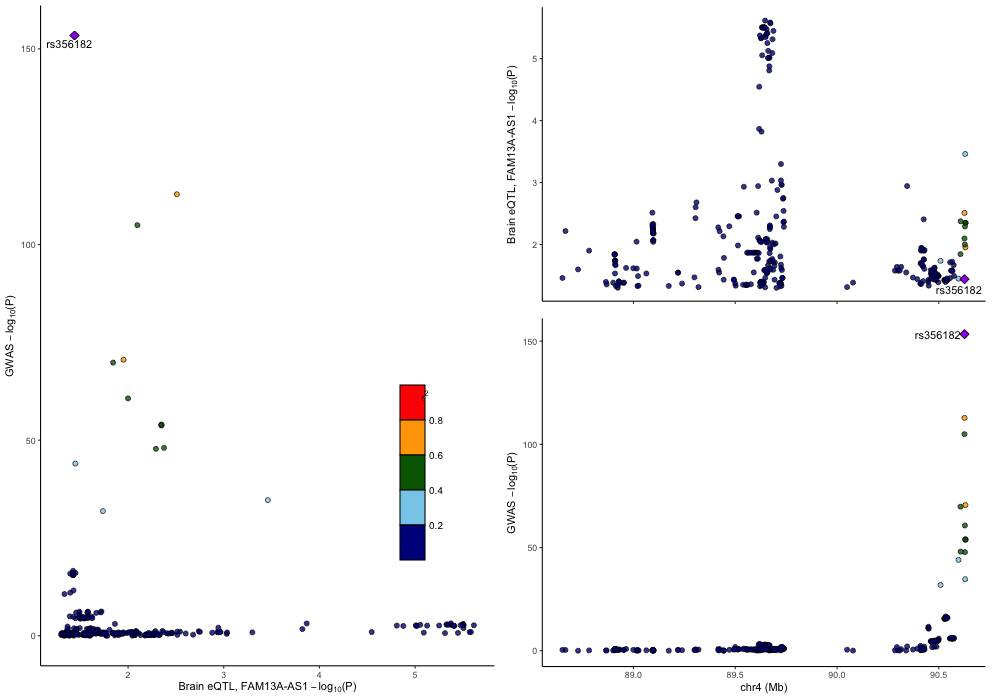 rs356182
150
100
50
0
GWAS −log10(P)
2
3
4
5
Brain eQTL, FAM13A-AS1 −log10(P)
r2
0.8
0.6
0.4
0.2
5
4
3
2
Brain eQTL, FAM13A-AS1 −log10(P)
rs356182
rs356182
150
100
50
0
GWAS −log10(P)
89.0
89.5
90.0
90.5
chr4 (Mb)